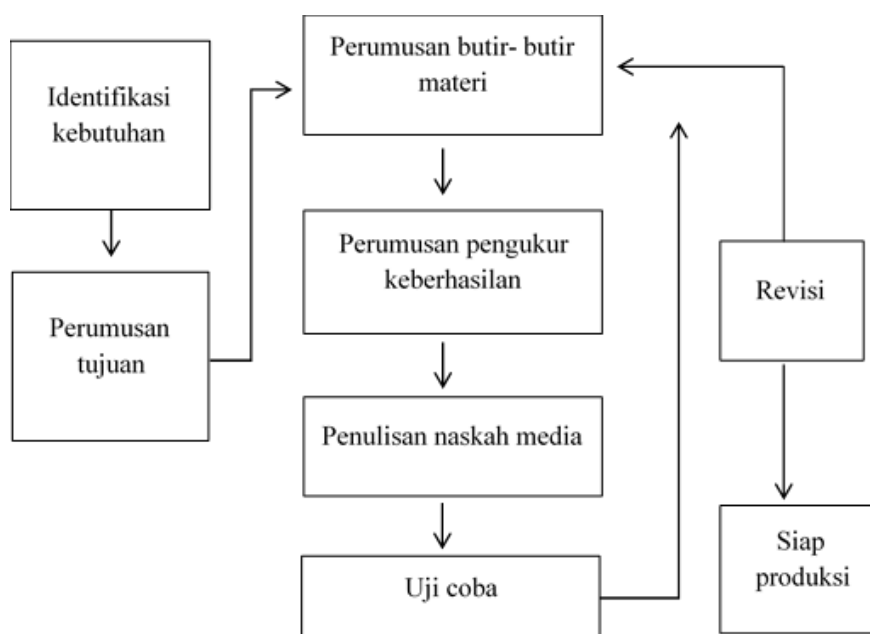 Identifikasi
kebutuhan
Perumusan
tujuan
Perumusan butir- butir
materi
Perumusan pengukur
keberhasilan
Penulisan naskah media
Uji coba
Revisi
Siap
produksi